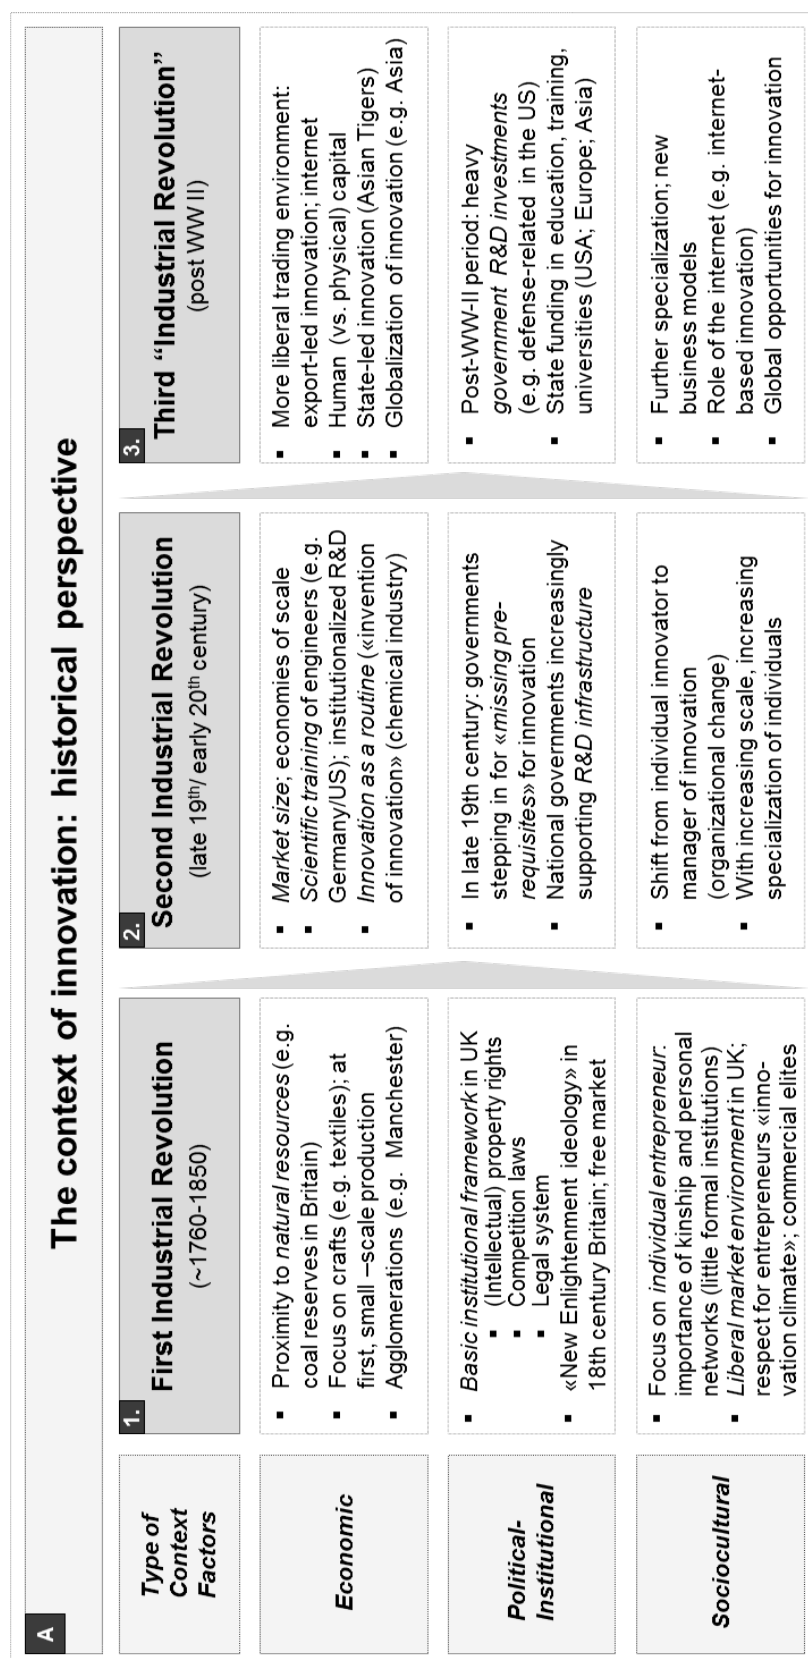 A
The context of innovation: historical perspective
Type of
Context
Factors
1.
First Industrial Revolution
(~1760-1850)
2.
Second Industrial Revolution
(late 19th/ early 20th century)
3.
Third “Industrial Revolution”
(post WW II)
Economic
▪ Proximity to natural resources (e.g.
coal reserves in Britain)
▪ Focus on crafts (e.g. textiles); at
first, small –scale production
▪ Agglomerations (e.g. Manchester)
▪ Market size; economies of scale
▪ Scientific training of engineers (e.g.
Germany/US); institutionalized R&D
▪ Innovation as a routine («invention
of innovation» (chemical industry)
▪ More liberal trading environment:
export-led innovation; internet
▪ Human (vs. physical) capital
▪ State-led innovation (Asian Tigers)
▪ Globalization of innovation (e.g. Asia)
Political-
Institutional
▪ Basic institutional framework in UK
▪ (Intellectual) property rights
▪ Competition laws
▪ Legal system
▪ «New Enlightenment ideology» in
18th century Britain; free market
▪ In late 19th century: governments
stepping in for «missing pre-
requisites» for innovation
▪ National governments increasingly
supporting R&D infrastructure
▪ Post-WW-II period: heavy
government R&D investments
(e.g. defense-related in the US)
▪ State funding in education, training,
universities (USA; Europe; Asia)
Sociocultural
▪ Focus on individual entrepreneur:
importance of kinship and personal
networks (little formal institutions)
▪ Liberal market environment in UK;
respect for entrepreneurs «inno-
vation climate»; commercial elites
▪ Shift from individual innovator to
manager of innovation
(organizational change)
▪ With increasing scale, increasing
specialization of individuals
▪ Further specialization; new
business models
▪ Role of the internet (e.g. internet-
based innovation)
▪ Global opportunities for innovation